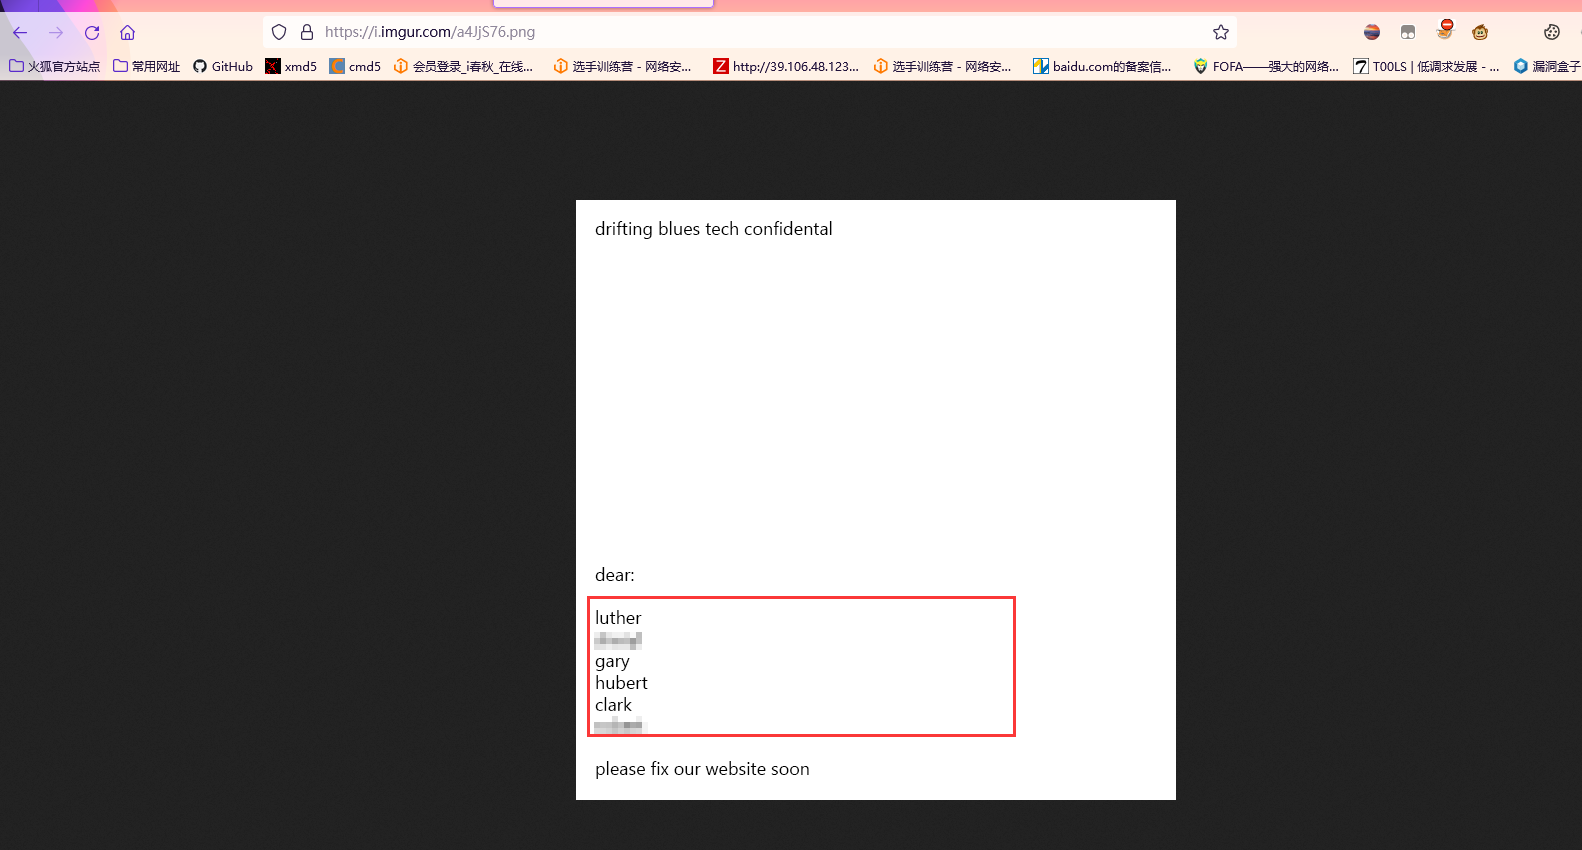 https://i.imgur.com/a4JjS76.png
火狐官方站点 常用网址 GitHub xmd5 cmd5 会员登录_i春秋_在线... 选手训练营 - 网络安... http://39.106.48.123... 选手训练营 - 网络安... baidu.com的备案信... FOFA——强大的网络... T00LS | 低调求发展 - ... 漏洞盒子
drifting blues tech confidental
dear:
luther
gary
hubert
clark
please fix our website soon